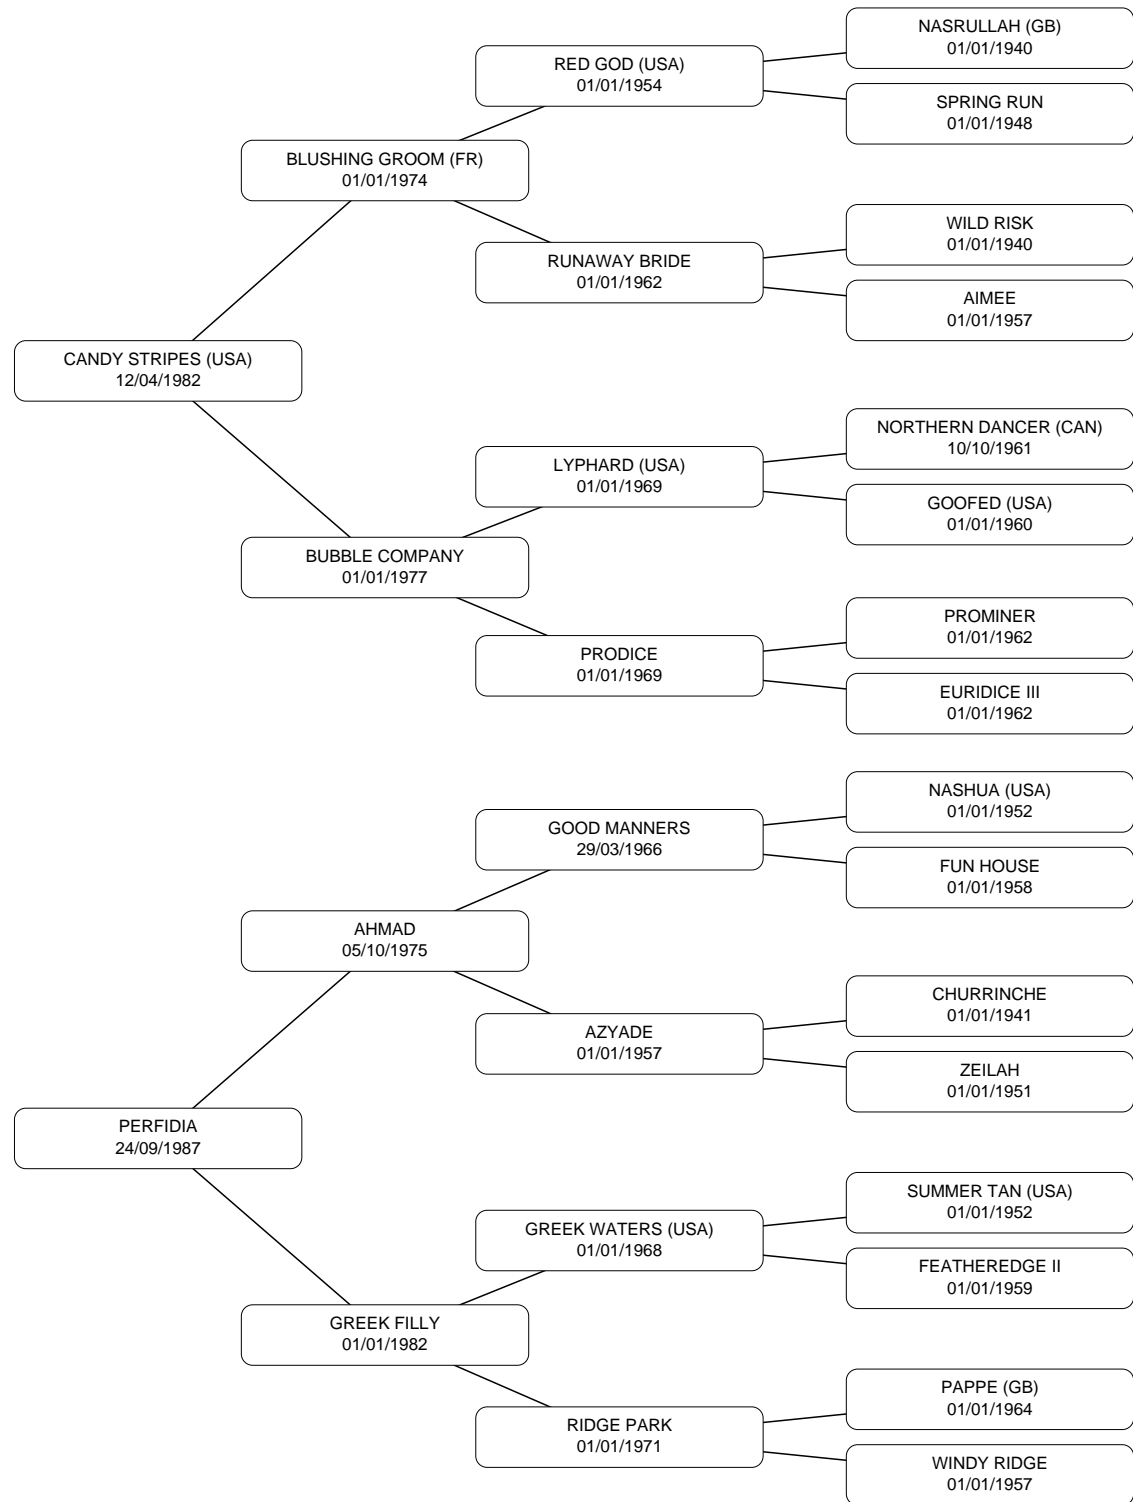 NASRULLAH (GB)
01/01/1940
RED GOD (USA)
01/01/1954
SPRING RUN
01/01/1948
BLUSHING GROOM (FR)
01/01/1974
WILD RISK
01/01/1940
RUNAWAY BRIDE
01/01/1962
AIMEE
01/01/1957
CANDY STRIPES (USA)
12/04/1982
NORTHERN DANCER (CAN)
10/10/1961
LYPHARD (USA)
01/01/1969
GOOFED (USA)
01/01/1960
BUBBLE COMPANY
01/01/1977
PROMINER
01/01/1962
PRODICE
01/01/1969
EURIDICE III
01/01/1962
NASHUA (USA)
01/01/1952
GOOD MANNERS
29/03/1966
FUN HOUSE
01/01/1958
AHMAD
05/10/1975
CHURRINCHE
01/01/1941
AZYADE
01/01/1957
ZEILAH
01/01/1951
PERFIDIA
24/09/1987
SUMMER TAN (USA)
01/01/1952
GREEK WATERS (USA)
01/01/1968
FEATHEREDGE II
01/01/1959
GREEK FILLY
01/01/1982
PAPPE (GB)
01/01/1964
RIDGE PARK
01/01/1971
WINDY RIDGE
01/01/1957